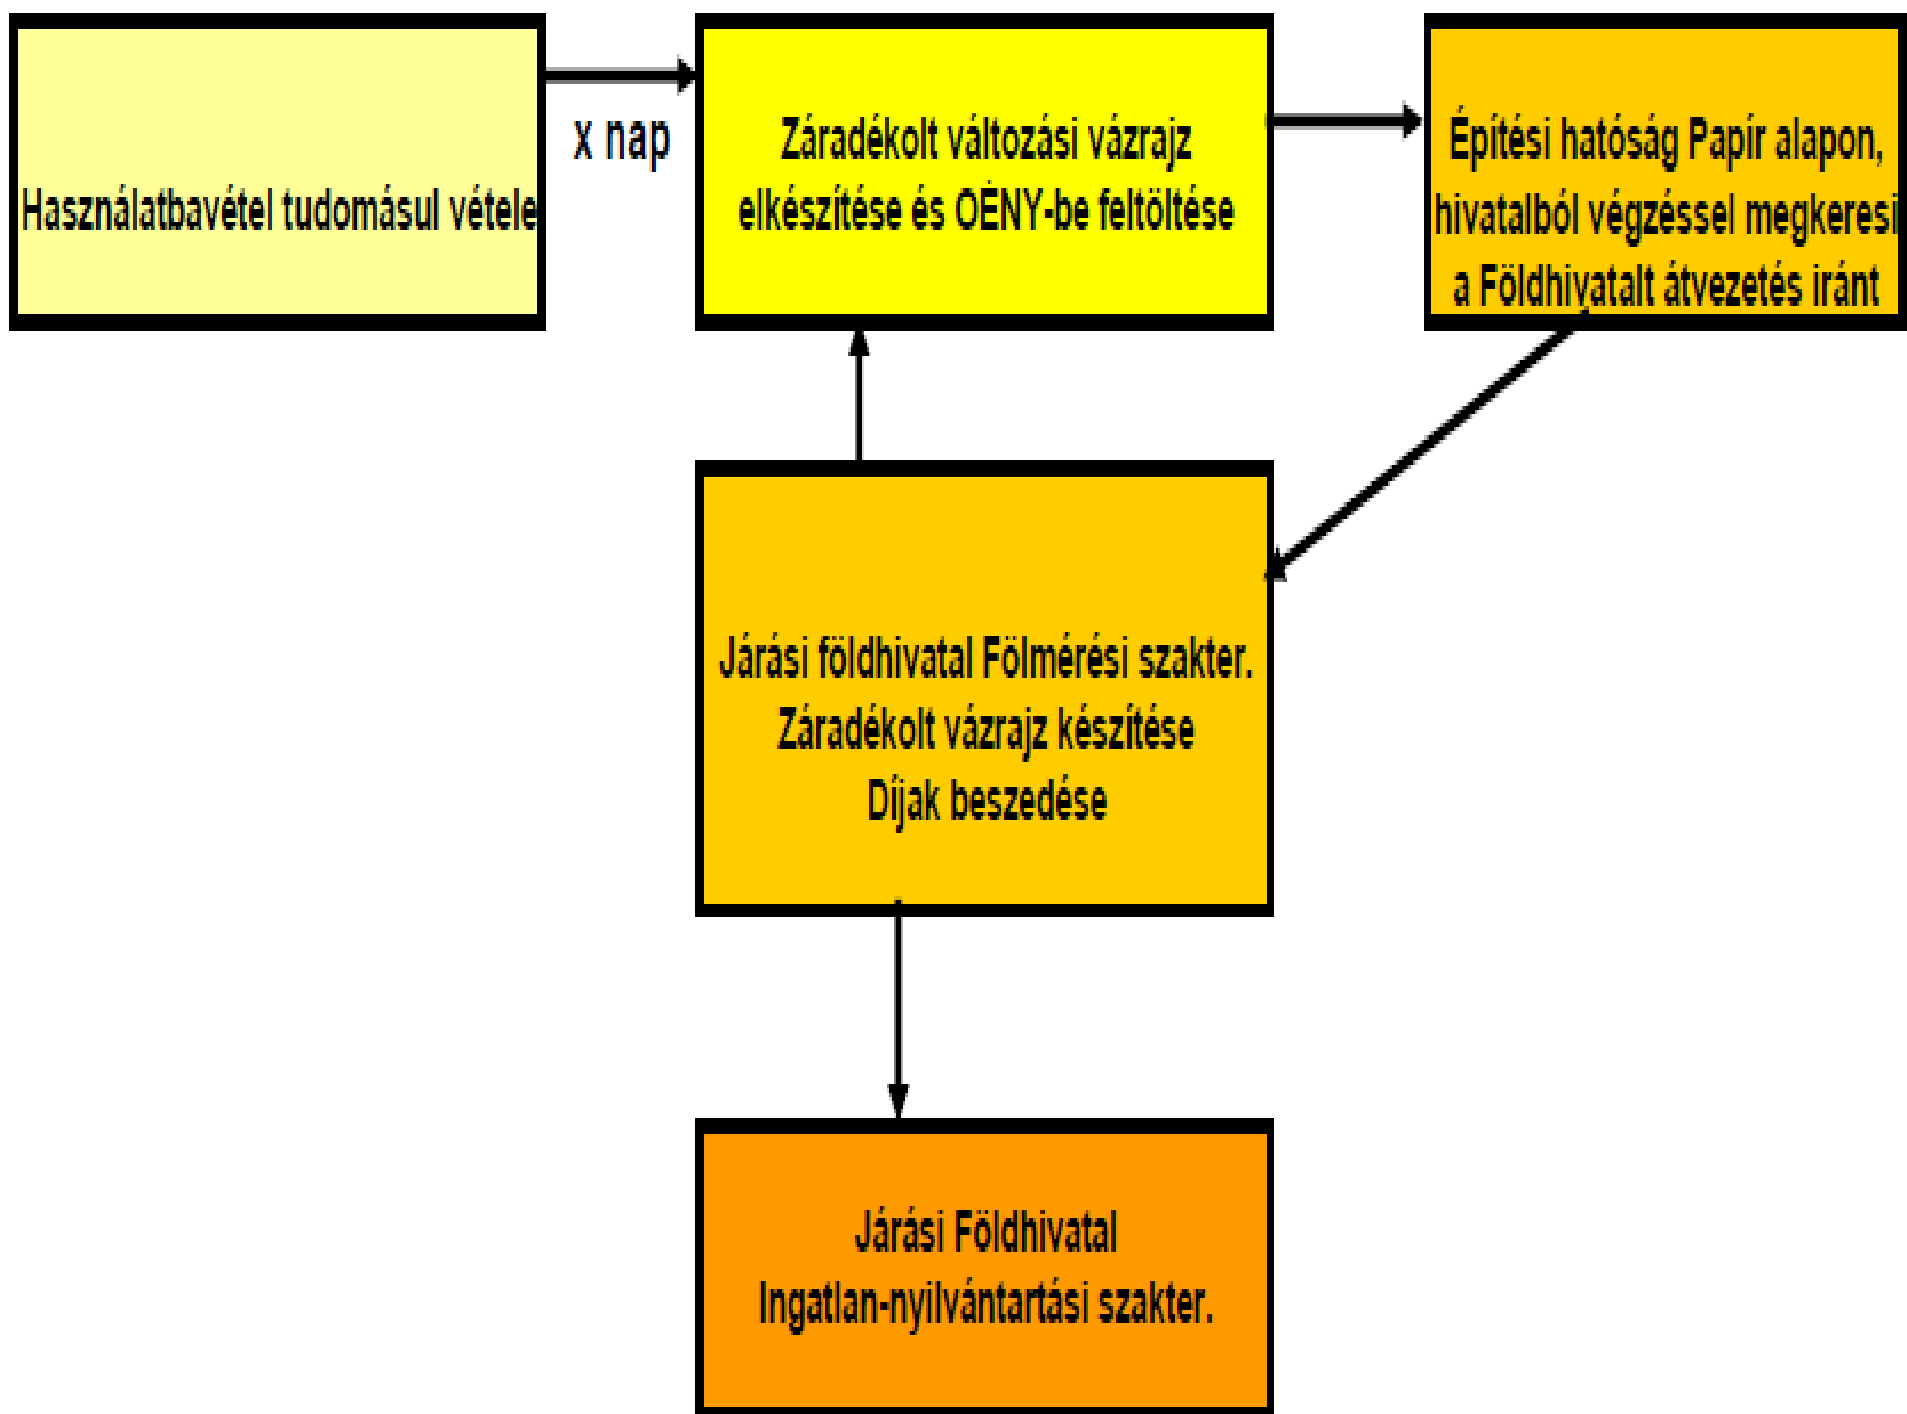 Használatbavétel tudomásul vétele
x nap
Záradékolt változási vázrajz
elkészítése és OÉNY-be feltöltése
Építési hatóság Papír alapon,
hivatalból végzéssel megkeresi
a Földhivatalt átvezetés iránt
Járási földhivatal Fölmérési szakter.
Záradékolt vázrajz készítése
Díjak beszedése
Járási Földhivatal
Ingatlan-nyilvántartási szakter.